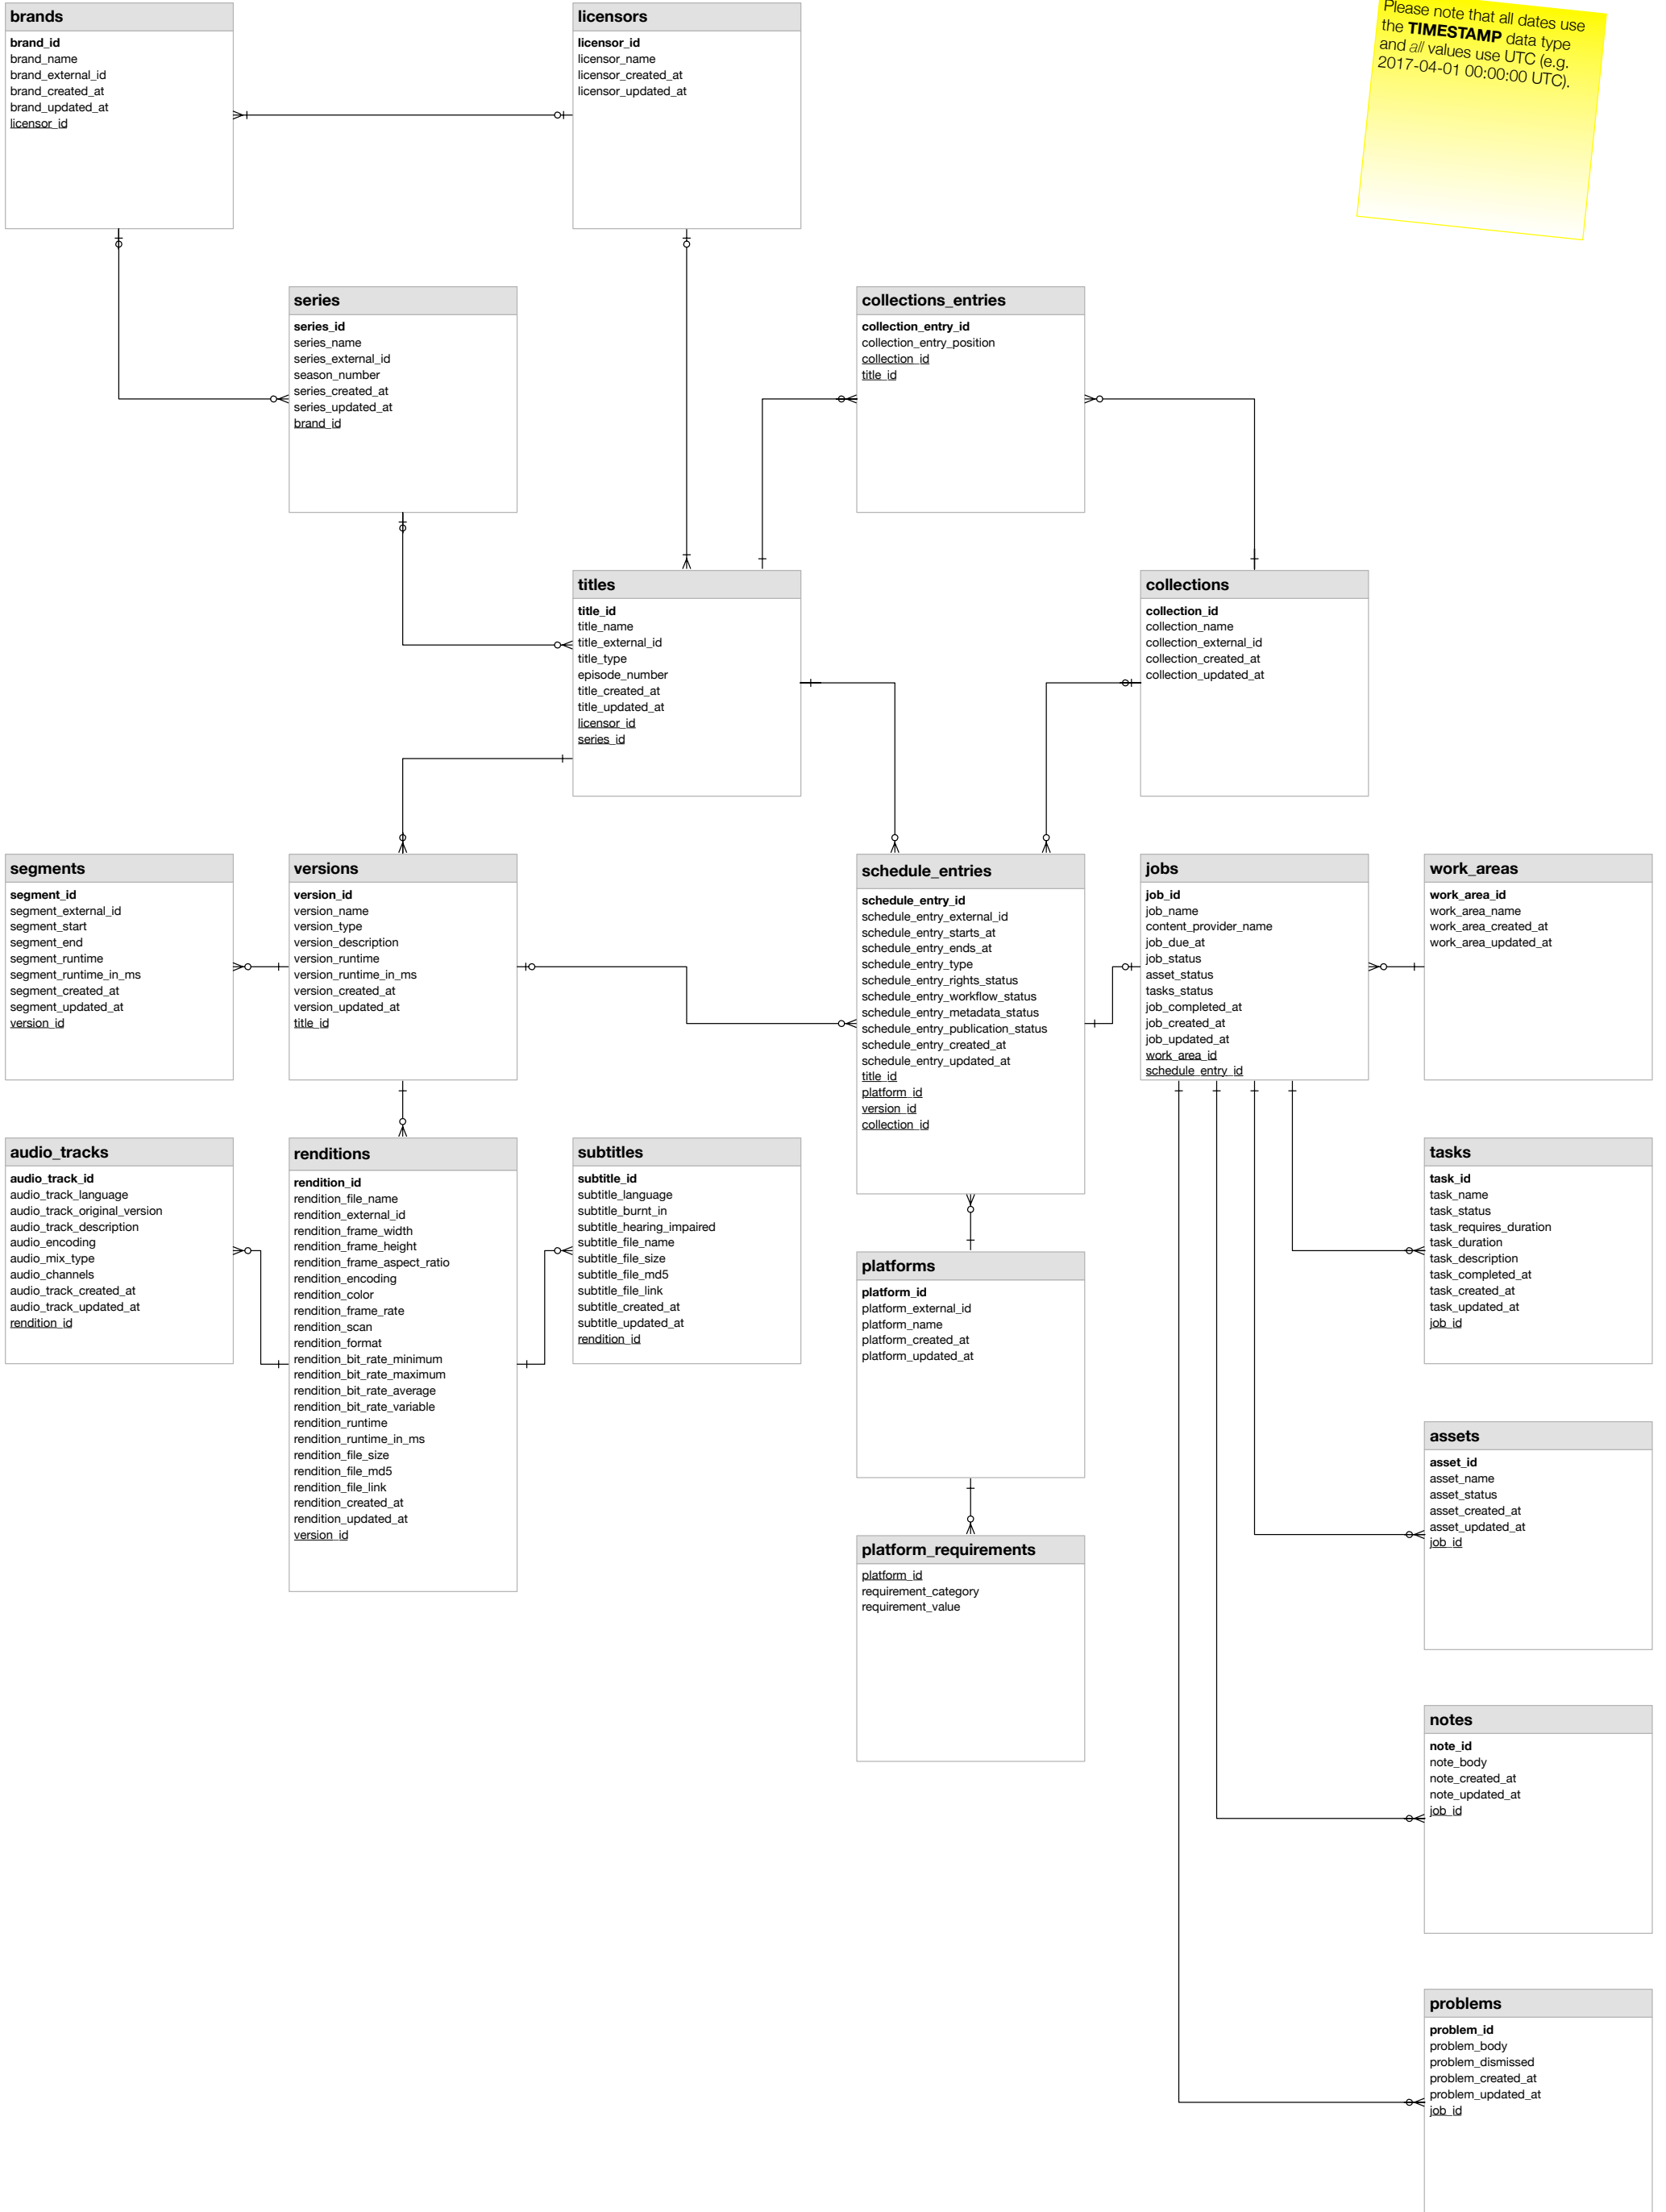 brands
brand_id
brand_name
brand_external_id
brand_created_at
brand_updated_at
licensor_id
licensors
licensor_id
licensor_name
licensor_created_at
licensor_updated_at
Please note that all dates use
the TIMESTAMP data type
and all values use UTC (e.g.
2017-04-01 00:00:00 UTC).
series
series_id
series_name
series_external_id
season_number
series_created_at
series_updated_at
brand_id
collections_entries
collection_entry_id
collection_entry_position
collection_id
title_id
titles
title_id
title_name
title_external_id
title_type
episode_number
title_created_at
title_updated_at
licensor_id
series_id
collections
collection_id
collection_name
collection_external_id
collection_created_at
collection_updated_at
segments
segment_id
segment_external_id
segment_start
segment_end
segment_runtime
segment_runtime_in_ms
segment_created_at
segment_updated_at
version_id
versions
version_id
version_name
version_type
version_description
version_runtime
version_runtime_in_ms
version_created_at
version_updated_at
title_id
schedule_entries
schedule_entry_id
schedule_entry_external_id
schedule_entry_starts_at
schedule_entry_ends_at
schedule_entry_type
schedule_entry_rights_status
schedule_entry_workflow_status
schedule_entry_metadata_status
schedule_entry_publication_status
schedule_entry_created_at
schedule_entry_updated_at
title_id
platform_id
version_id
collection_id
jobs
job_id
job_name
content_provider_name
job_due_at
job_status
asset_status
tasks_status
job_completed_at
job_created_at
job_updated_at
work_area_id
schedule_entry_id
work_areas
work_area_id
work_area_name
work_area_created_at
work_area_updated_at
audio_tracks
audio_track_id
audio_track_language
audio_track_original_version
audio_track_description
audio_encoding
audio_mix_type
audio_channels
audio_track_created_at
audio_track_updated_at
rendition_id
renditions
rendition_id
rendition_file_name
rendition_external_id
rendition_frame_width
rendition_frame_height
rendition_frame_aspect_ratio
rendition_encoding
rendition_color
rendition_frame_rate
rendition_scan
rendition_format
rendition_bit_rate_minimum
rendition_bit_rate_maximum
rendition_bit_rate_average
rendition_bit_rate_variable
rendition_runtime
rendition_runtime_in_ms
rendition_file_size
rendition_file_md5
rendition_file_link
rendition_created_at
rendition_updated_at
version_id
subtitles
subtitle_id
subtitle_language
subtitle_burnt_in
subtitle_hearing_impaired
subtitle_file_name
subtitle_file_size
subtitle_file_md5
subtitle_file_link
subtitle_created_at
subtitle_updated_at
rendition_id
platforms
platform_id
platform_external_id
platform_name
platform_created_at
platform_updated_at
tasks
task_id
task_name
task_status
task_requires_duration
task_duration
task_description
task_completed_at
task_created_at
task_updated_at
job_id
assets
asset_id
asset_name
asset_status
asset_created_at
asset_updated_at
job_id
platform_requirements
platform_id
requirement_category
requirement_value
notes
note_id
note_body
note_created_at
note_updated_at
job_id
problems
problem_id
problem_body
problem_dismissed
problem_created_at
problem_updated_at
job_id